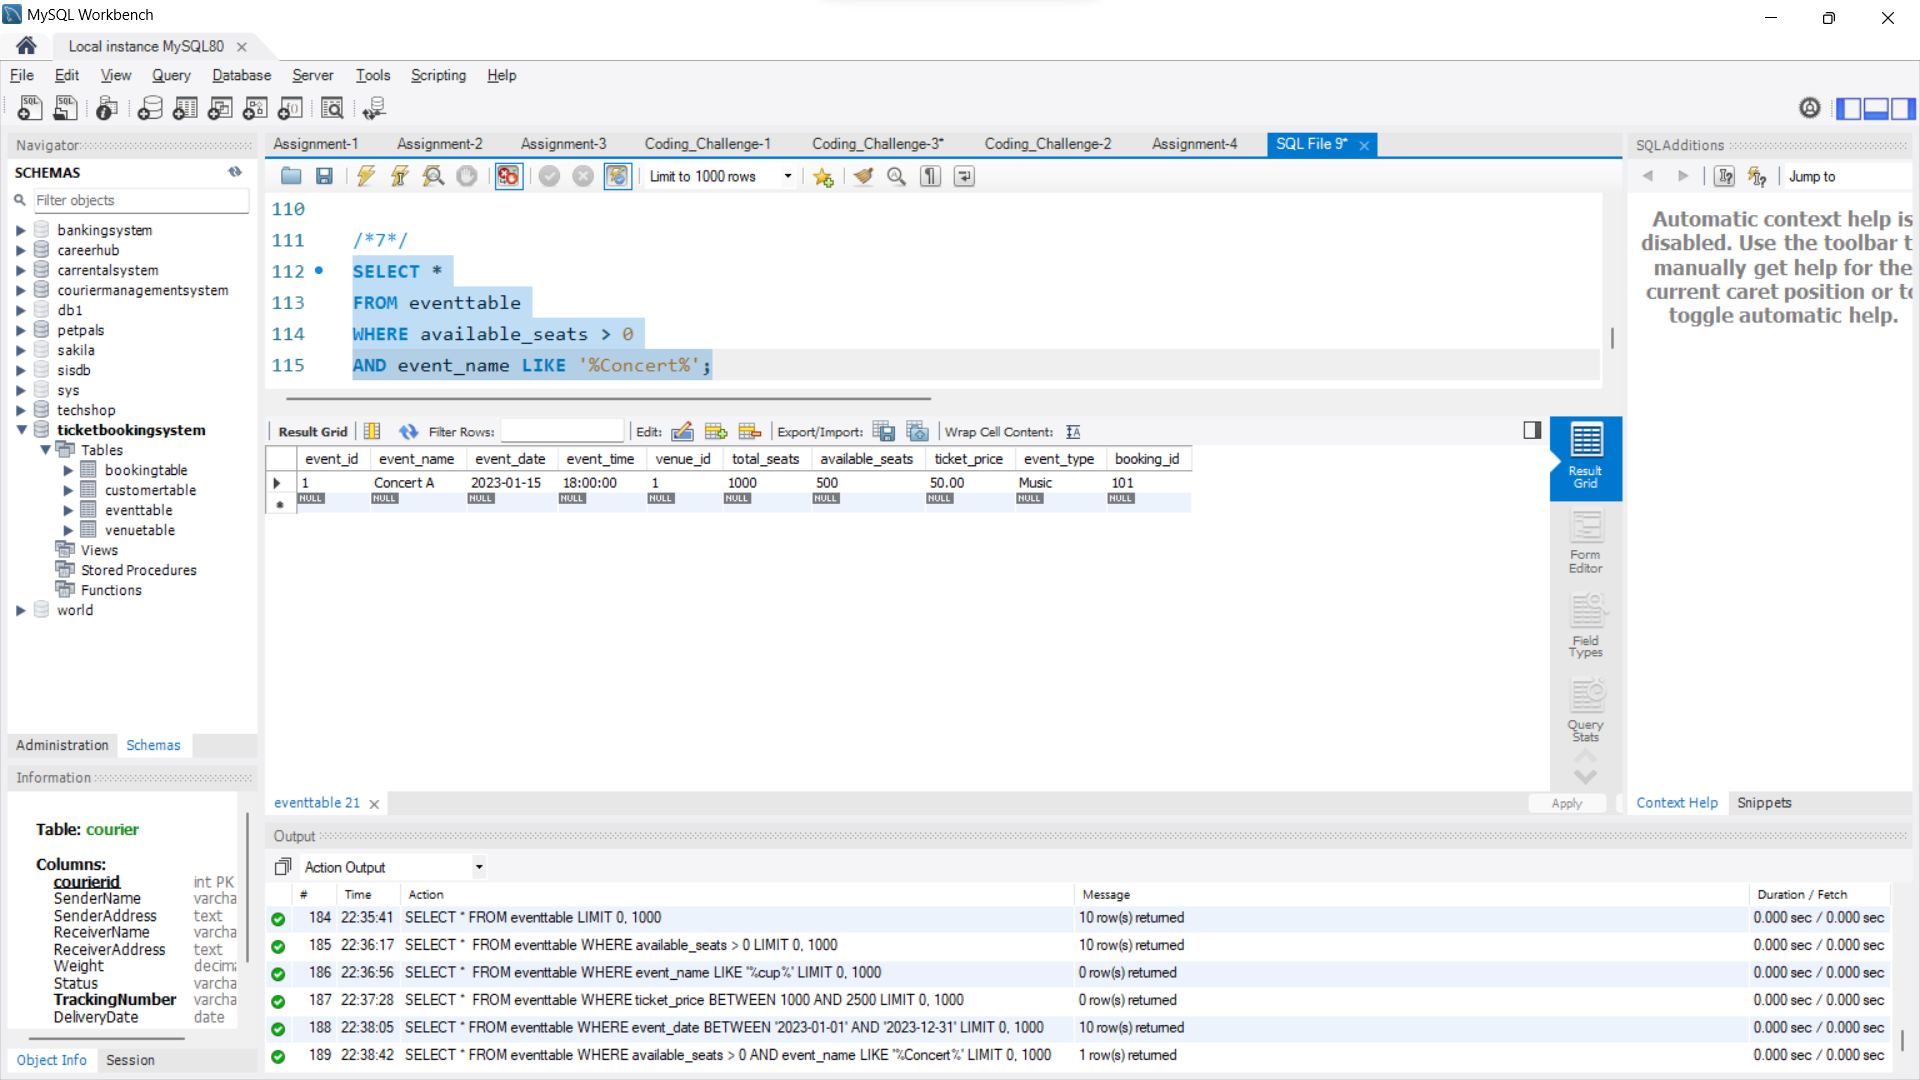 MySQL Workbench
Local instance MySQL80
File Edit View Query Database Server Tools Scripting Help
Navigator
SCHEMAS
Filter objects
bankingsystem
careerhub
carrentalsystem
couriermanagementsystem
db1
petpals
sakila
sisdb
sys
techshop
ticketbookingsystem
Tables
bookingtable
customertable
eventtable
venuetable
Views
Stored Procedures
Functions
world
Administration Schemas
Information
Table: courier
Columns:
courierid int PK
SenderName varcha
SenderAddress text
ReceiverName varcha
ReceiverAddress text
Weight decim
Status varcha
TrackingNumber varcha
DeliveryDate date
Object Info Session
Assignment-1 Assignment-2 Assignment-3 Coding_Challenge-1 Coding_Challenge-3* Coding_Challenge-2 Assignment-4 SQL File 9*
Limit to 1000 rows
110
111 /*7*/
112 SELECT *
113 FROM eventtable
114 WHERE available_seats > 0
115 AND event_name LIKE '%Concert%';
Result Grid Filter Rows: Edit: Export/Import: Wrap Cell Content:
event_id event_name event_date event_time venue_id total_seats available_seats ticket_price event_type booking_id
1 Concert A 2023-01-15 18:00:00 1 1000 500 50.00 Music 101
NULL NULL NULL NULL NULL NULL NULL NULL NULL NULL
Result Grid
Form Editor
Field Types
Query Stats
eventtable 21
Apply
SQLAdditions
Jump to
Automatic context help is
disabled. Use the toolbar t
manually get help for the
current caret position or to
toggle automatic help.
Context Help Snippets
Output
Action Output
# Time Action Message Duration / Fetch
184 22:35:41 SELECT * FROM eventtable LIMIT 0, 1000 10 row(s) returned 0.000 sec / 0.000 sec
185 22:36:17 SELECT * FROM eventtable WHERE available_seats > 0 LIMIT 0, 1000 10 row(s) returned 0.000 sec / 0.000 sec
186 22:36:56 SELECT * FROM eventtable WHERE event_name LIKE '%cup%' LIMIT 0, 1000 0 row(s) returned 0.000 sec / 0.000 sec
187 22:37:28 SELECT * FROM eventtable WHERE ticket_price BETWEEN 1000 AND 2500 LIMIT 0, 1000 0 row(s) returned 0.000 sec / 0.000 sec
188 22:38:05 SELECT * FROM eventtable WHERE event_date BETWEEN '2023-01-01' AND '2023-12-31' LIMIT 0, 1000 10 row(s) returned 0.000 sec / 0.000 sec
189 22:38:42 SELECT * FROM eventtable WHERE available_seats > 0 AND event_name LIKE '%Concert%' LIMIT 0, 1000 1 row(s) returned 0.000 sec / 0.000 sec